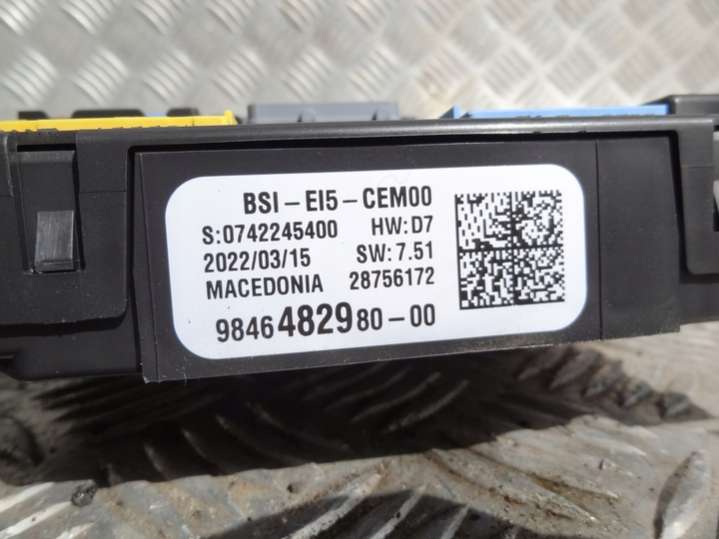 BSI-EI5-CEM00
S:0742245400 HW:D7
2022/03/15 SW:7.51
MACEDONIA 28756172
9846482980-00